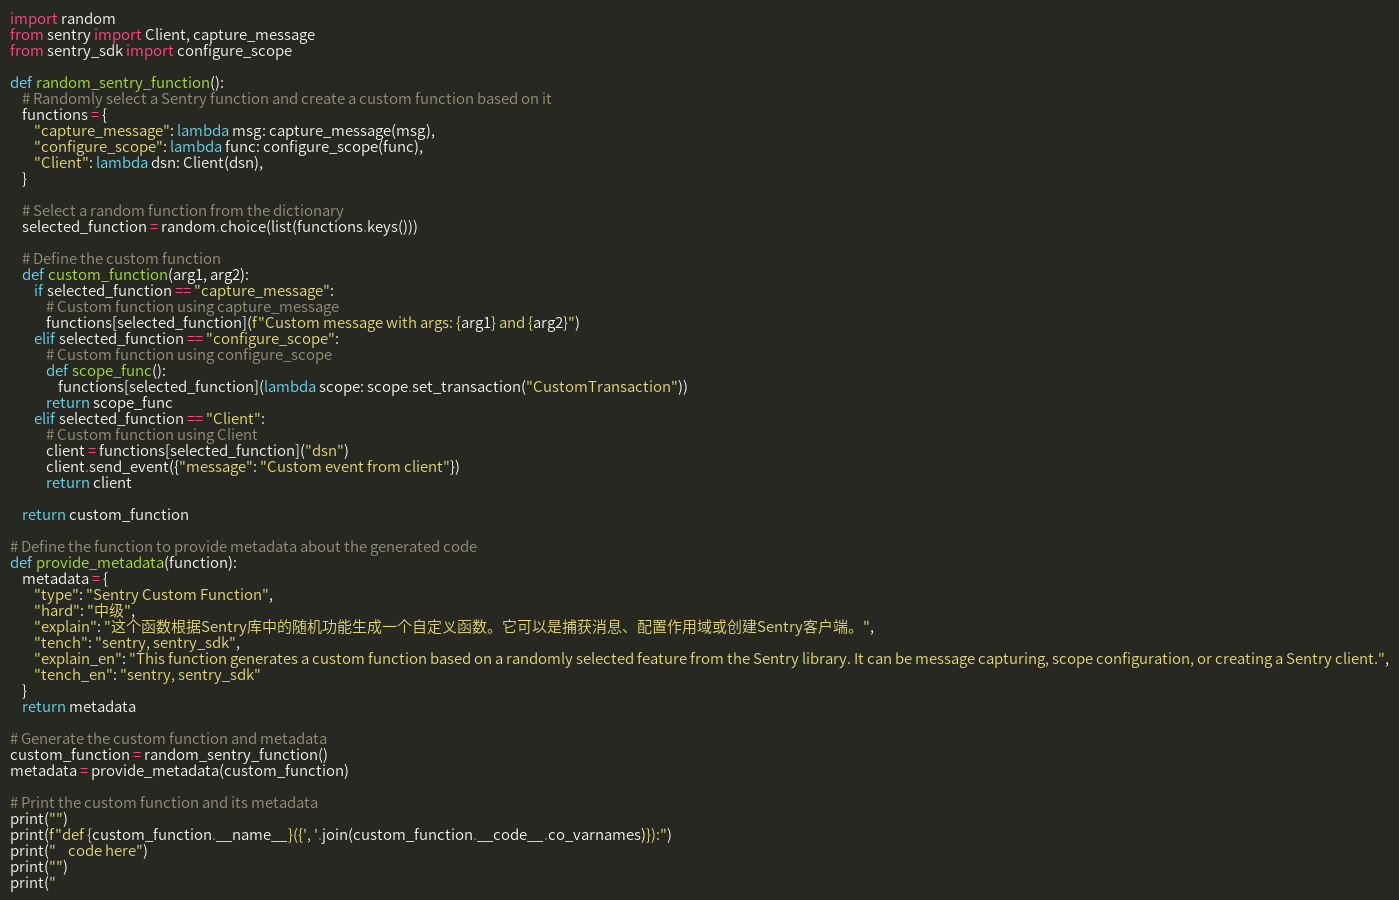 import random
from sentry import Client, capture_message
from sentry_sdk import configure_scope

def random_sentry_function():
    # Randomly select a Sentry function and create a custom function based on it
    functions = {
        "capture_message": lambda msg: capture_message(msg),
        "configure_scope": lambda func: configure_scope(func),
        "Client": lambda dsn: Client(dsn),
    }

    # Select a random function from the dictionary
    selected_function = random.choice(list(functions.keys()))

    # Define the custom function
    def custom_function(arg1, arg2):
        if selected_function == "capture_message":
            # Custom function using capture_message
            functions[selected_function](f"Custom message with args: {arg1} and {arg2}")
        elif selected_function == "configure_scope":
            # Custom function using configure_scope
            def scope_func():
                functions[selected_function](lambda scope: scope.set_transaction("CustomTransaction"))
            return scope_func
        elif selected_function == "Client":
            # Custom function using Client
            client = functions[selected_function]("dsn")
            client.send_event({"message": "Custom event from client"})
            return client

    return custom_function

# Define the function to provide metadata about the generated code
def provide_metadata(function):
    metadata = {
        "type": "Sentry Custom Function",
        "hard": "中级",
        "explain": "这个函数根据Sentry库中的随机功能生成一个自定义函数。它可以是捕获消息、配置作用域或创建Sentry客户端。",
        "tench": "sentry, sentry_sdk",
        "explain_en": "This function generates a custom function based on a randomly selected feature from the Sentry library. It can be message capturing, scope configuration, or creating a Sentry client.",
        "tench_en": "sentry, sentry_sdk"
    }
    return metadata

# Generate the custom function and metadata
custom_function = random_sentry_function()
metadata = provide_metadata(custom_function)

# Print the custom function and its metadata
print("")
print(f"def {custom_function.__name__}({', '.join(custom_function.__code__.co_varnames)}):")
print("    code here")
print("")
print("